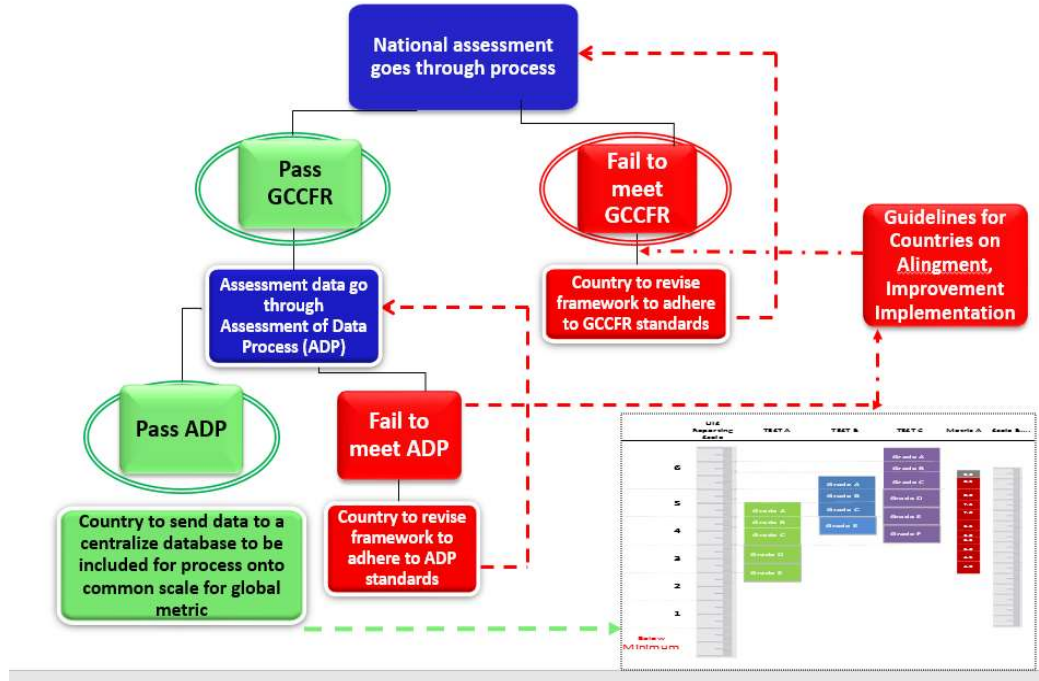 National assessment
goes through process
Pass
GCCFR
Fail to
meet
GCCFR
Guidelines for
Countries on
Alingment,
Improvement
Implementation
Assessment data go
through
Assessment of Data
Process (ADP)
Country to revise
framework to adhere
to GCCFR standards
Pass ADP
Fail to
meet ADP
Country to send data to a
centralize database to be
included for process onto
common scale for global
metric
Country to revise
framework to
adhere to ADP
standards
UIS
Reporting
Scale
TEST A
TEST B
TEST C
Metric A
6
5
4
3
2
1
Below
Minimum
Grade A
Grade B
Grade C
Grade D
Grade E
Grade A
Grade B
Grade C
Grade A
Grade B
Grade C
Grade D
Grade E
Grade F